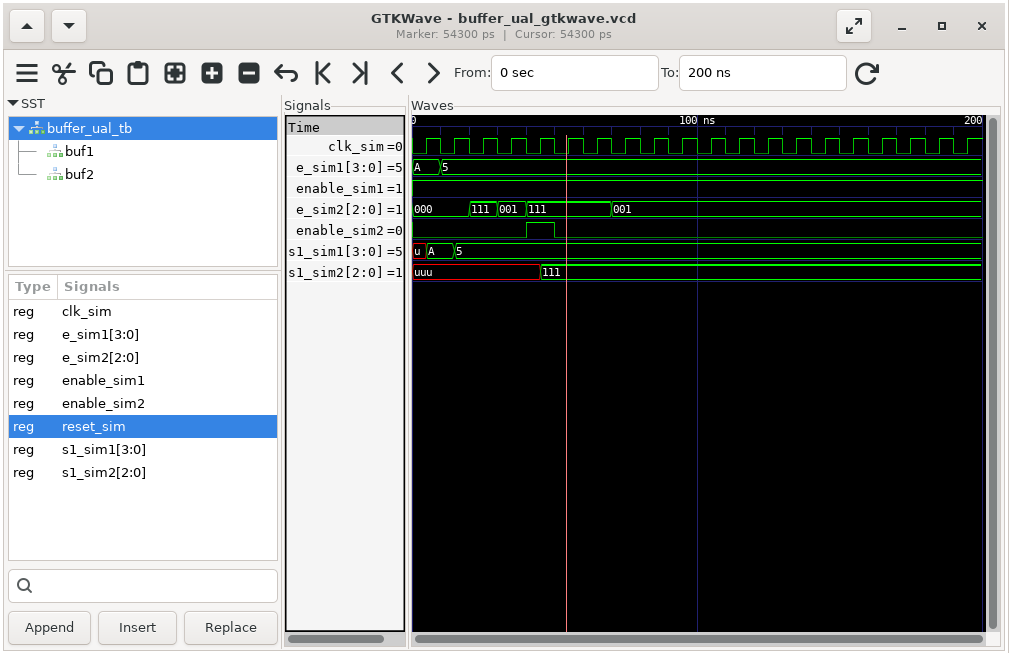 GTKWave - buffer_ual_gtkwave.vcd
Marker: 54300 ps | Cursor: 54300 ps
From: 0 sec To: 200 ns
SST
buffer_ual_tb
buf1
buf2
Type Signals
reg clk_sim
reg e_sim1[3:0]
reg e_sim2[2:0]
reg enable_sim1
reg enable_sim2
reg reset_sim
reg s1_sim1[3:0]
reg s1_sim2[2:0]
Append Insert Replace
Signals
Time
clk_sim =0
e_sim1[3:0] =5
enable_sim1 =1
e_sim2[2:0] =1
enable_sim2 =0
s1_sim1[3:0] =5
s1_sim2[2:0] =1
Waves
0 100 ns 200
A 5
000 111 001 111 001
u A 5
uuu 111